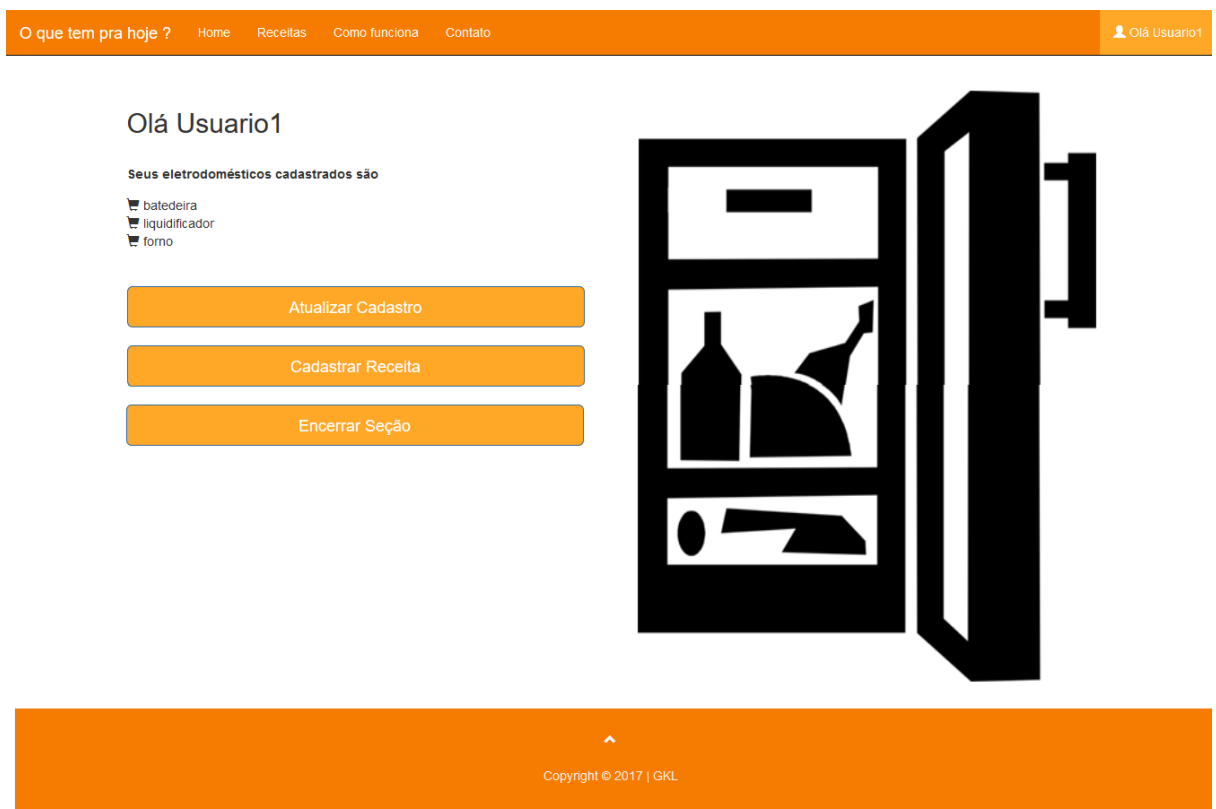 O que tem pra hoje ? Home Receitas Como funciona Contato Olá Usuario1
Olá Usuario1
Seus eletrodomésticos cadastrados são
batedeira
liquidificador
forno
Atualizar Cadastro
Cadastrar Receita
Encerrar Seção
Copyright © 2017 | GKL